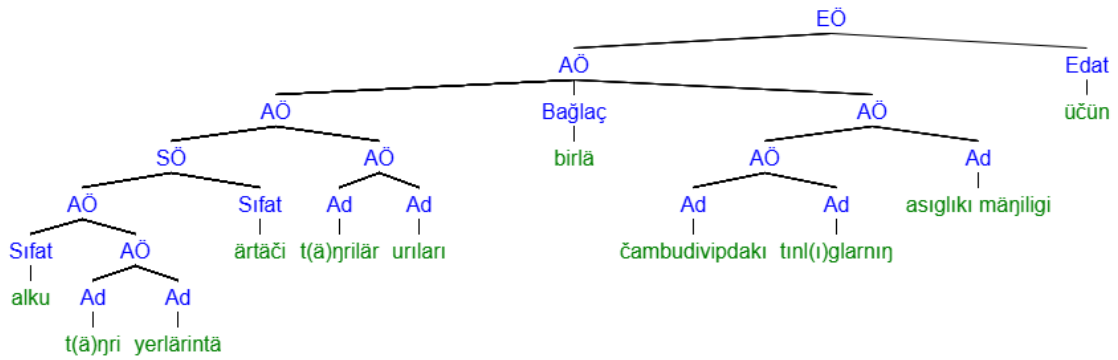 EÖ
AÖ Edat
AÖ Bağlaç AÖ üčün
SÖ AÖ birlä AÖ Ad
AÖ Sıfat Ad Ad Ad Ad asıglıkı mäŋiligi
Sıfat AÖ ärtäči t(ä)ŋrilär urıları čambudivipdakı tınl(ı)glarnıŋ
alku Ad Ad
t(ä)ŋri yerlärintä